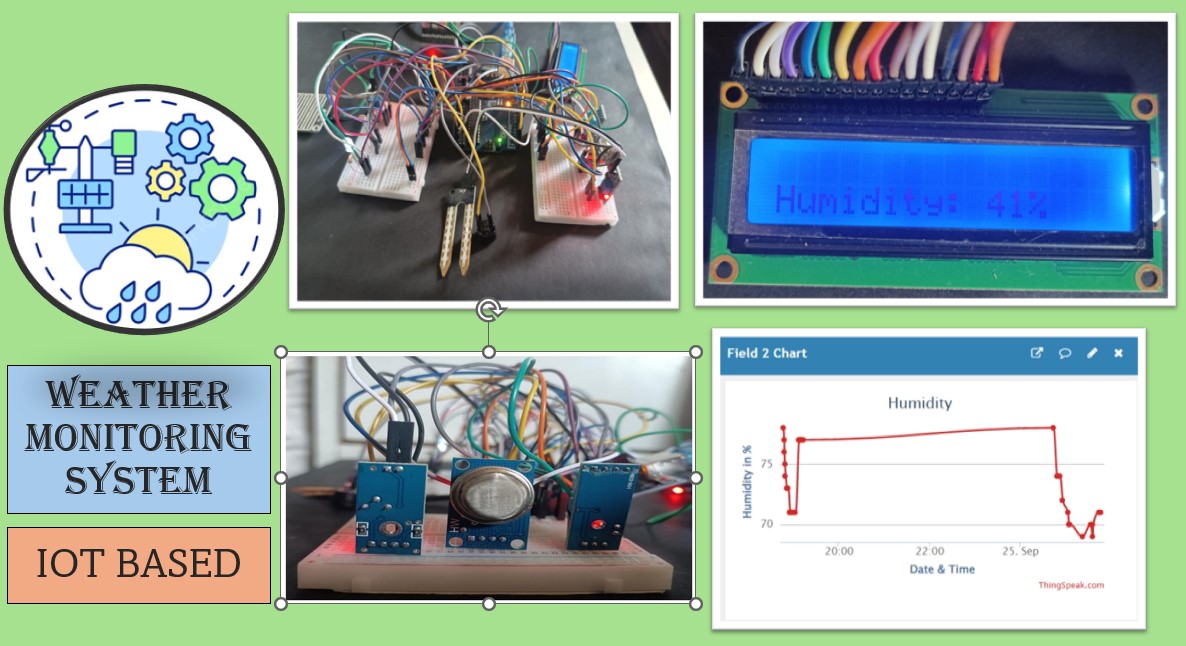 WEATHER
MONITORING
SYSTEM
IOT BASED
Humidity: 41%
Field 2 Chart
Humidity
Humidity in %
75
70
20:00
22:00
25. Sep
Date & Time
ThingSpeak.com